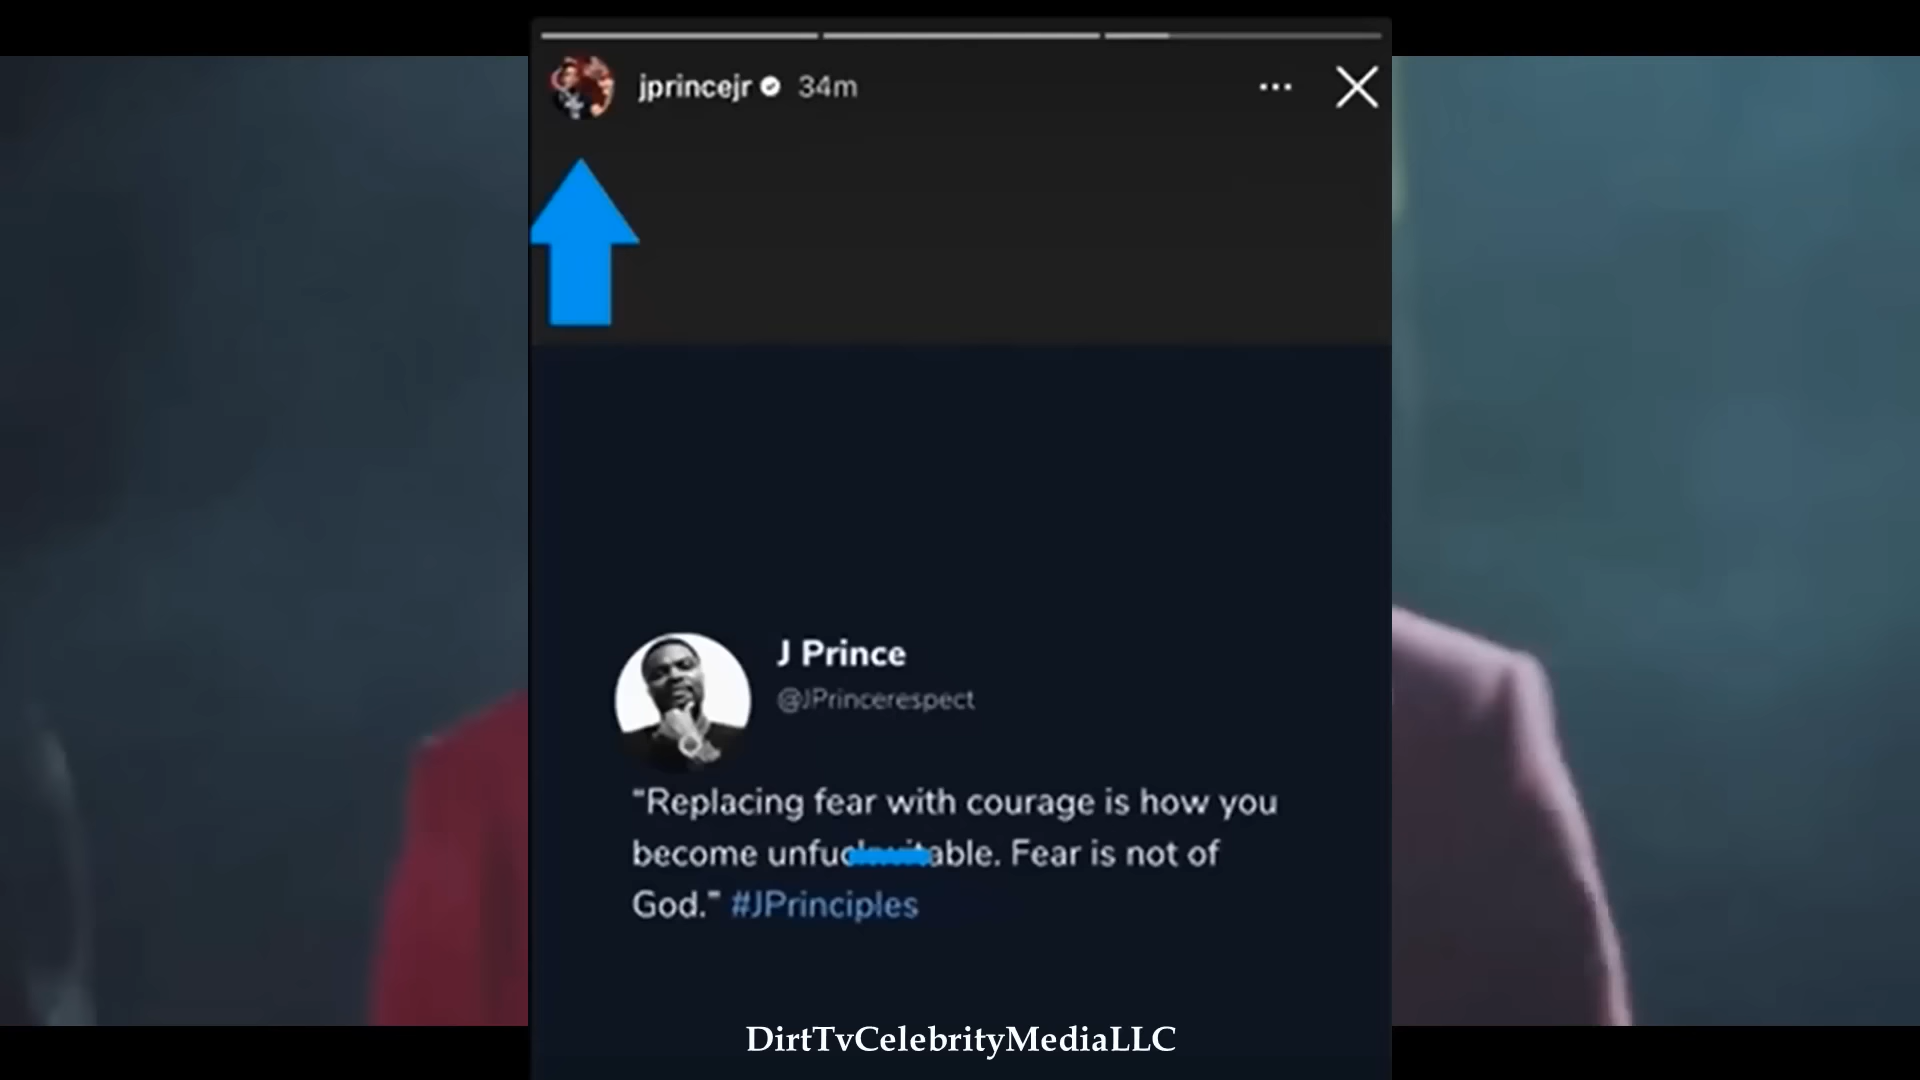 jprincejr 34m
J Prince
@JPrincerespect
"Replacing fear with courage is how you
become able. Fear is not of
God." #JPrinciples
DirtTvCelebrityMediaLLC